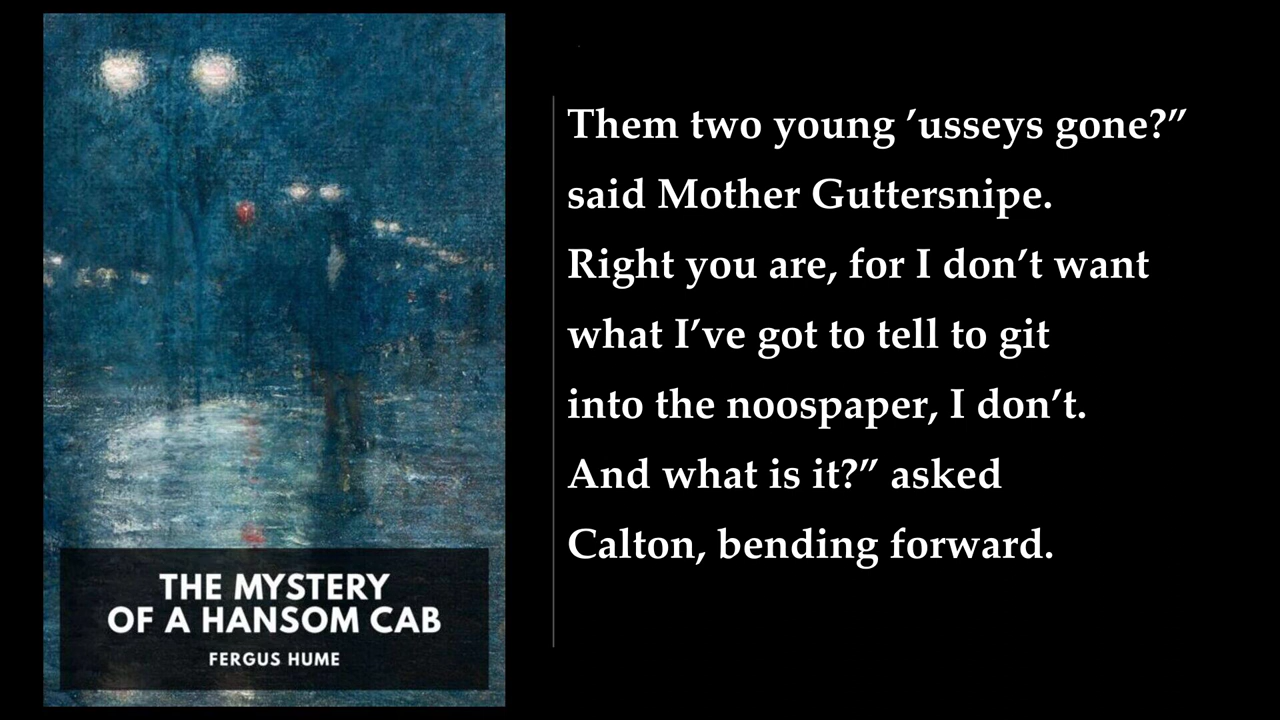 THE MYSTERY
OF A HANSOM CAB
FERGUS HUME
Them two young ’usseys gone?”
said Mother Guttersnipe.
Right you are, for I don’t want
what I’ve got to tell to git
into the noospaper, I don’t.
And what is it?” asked
Calton, bending forward.